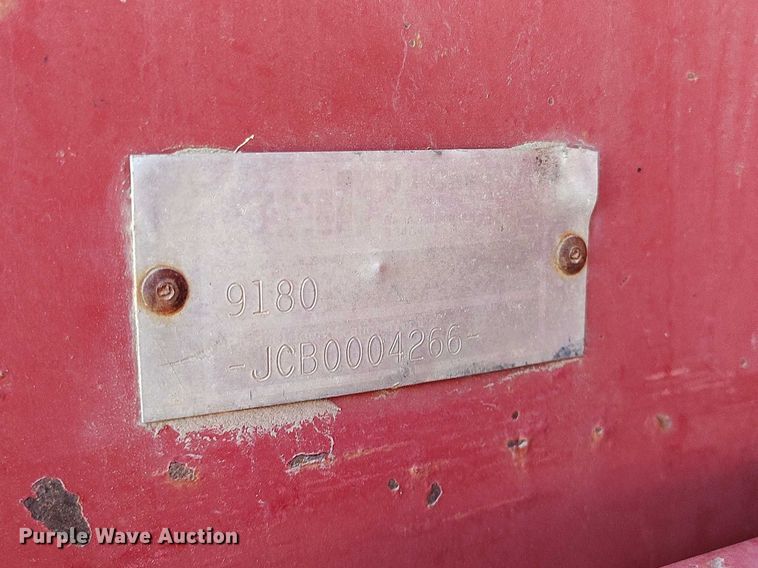 9180
-JCB0004266-
Purple Wave Auction